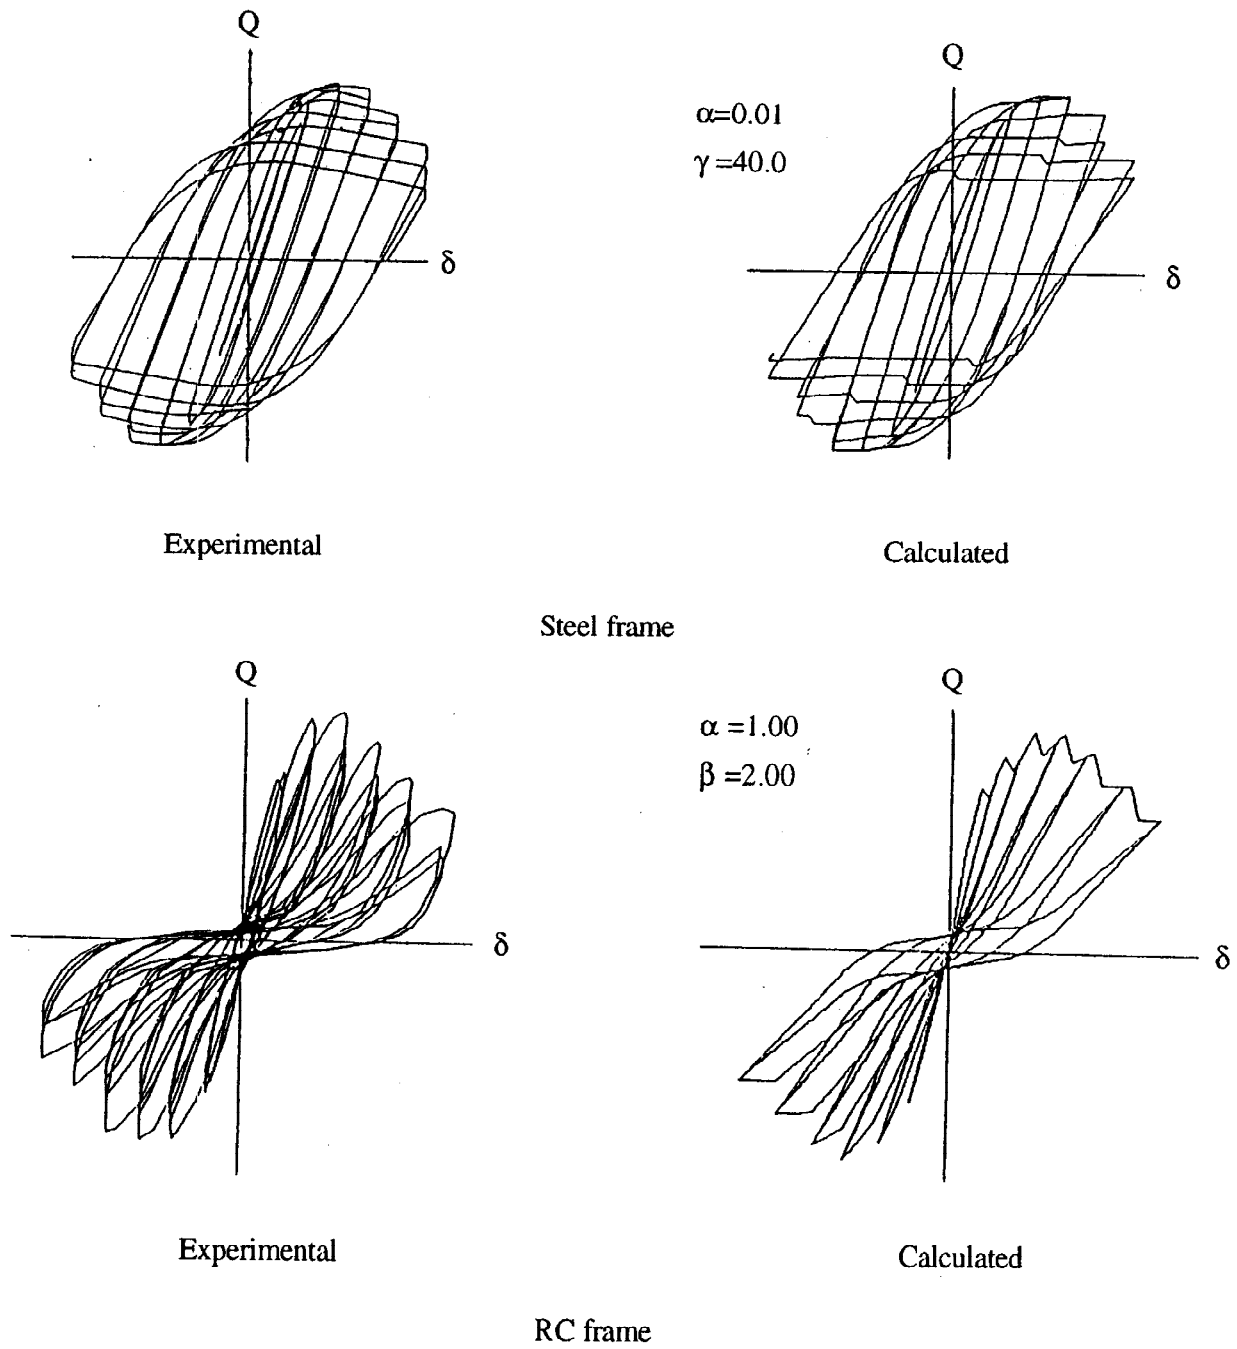 Q
Q
α=0.01
γ=40.0
δ
δ
Experimental
Calculated
Steel frame
Q
Q
α =1.00
β =2.00
δ
δ
Experimental
Calculated
RC frame